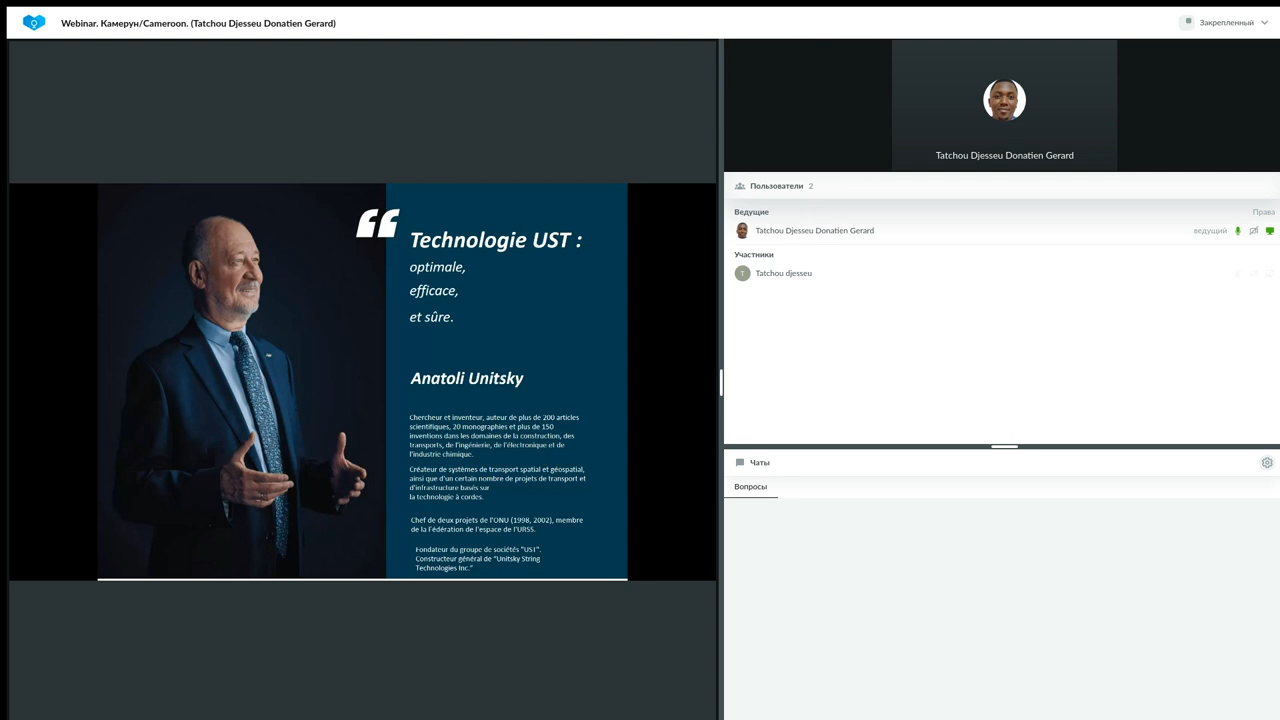 Webinar. Камерун/Cameroon. (Tatchou Djesseu Donatien Gerard)
Закрепленный
“
Technologie UST :
optimale,
efficace,
et sûre.
Anatoli Unitsky
Chercheur et inventeur, auteur de plus de 200 articles
scientifiques, 20 monographies et plus de 150
inventions dans les domaines de la construction, des
transports, de l'ingénierie, de l'électronique et de
l'industrie chimique.
Créateur de systèmes de transport spatial et géospatial,
ainsi que d'un certain nombre de projets de transport et
d'infrastructure basés sur
la technologie à cordes.
Chef de deux projets de l'ONU (1998, 2002), membre
de la Fédération de l'espace de l'URSS.
Fondateur du groupe de sociétés "UST".
Constructeur général de "Unitsky String
Technologies Inc."
Tatchou Djesseu Donatien Gerard
Пользователи 2
Ведущие Права
Tatchou Djesseu Donatien Gerard ведущий
Участники
T Tatchou djesseu
Чаты
Вопросы